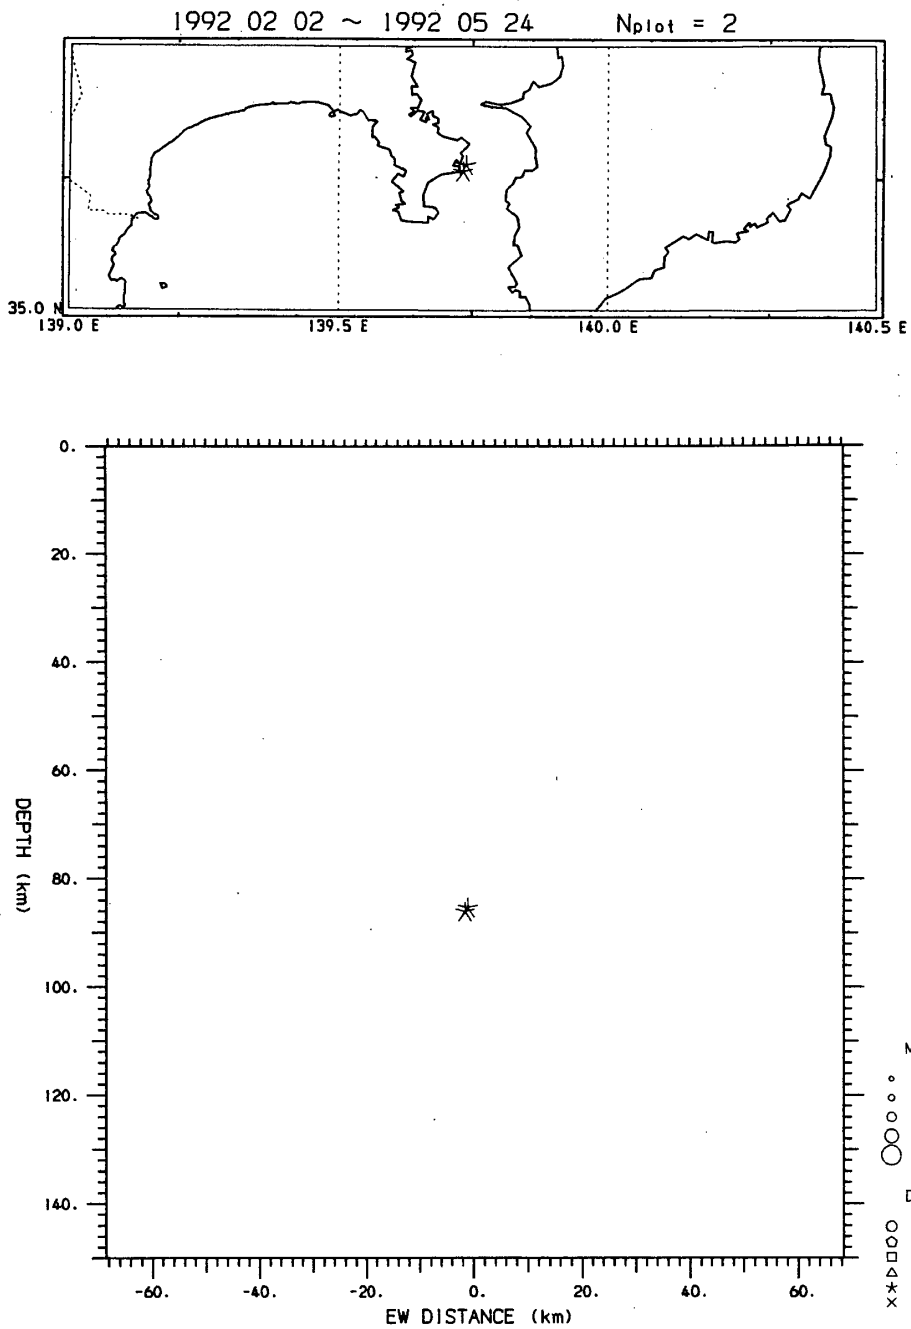 1992 02 02 ~ 1992 05 24 Nplot = 2
35.0 N
139.0 E 139.5 E 140.0 E 140.5 E
0.
20.
40.
60.
80.
100.
120.
140.
DEPTH (km)
-60. -40. -20. 0. 20. 40. 60.
EW DISTANCE (km)
M
D